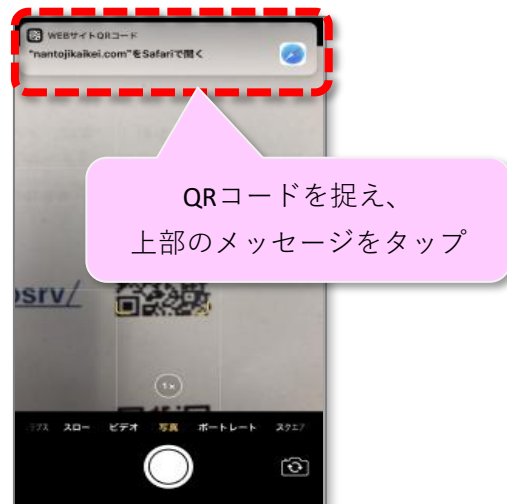 WEBサイトQRコード
"nantojikaikei.com"をSafariで開く
QRコードを捉え、
上部のメッセージをタップ
osrv/
1×
スロー ビデオ 写真 ポートレート スクエア